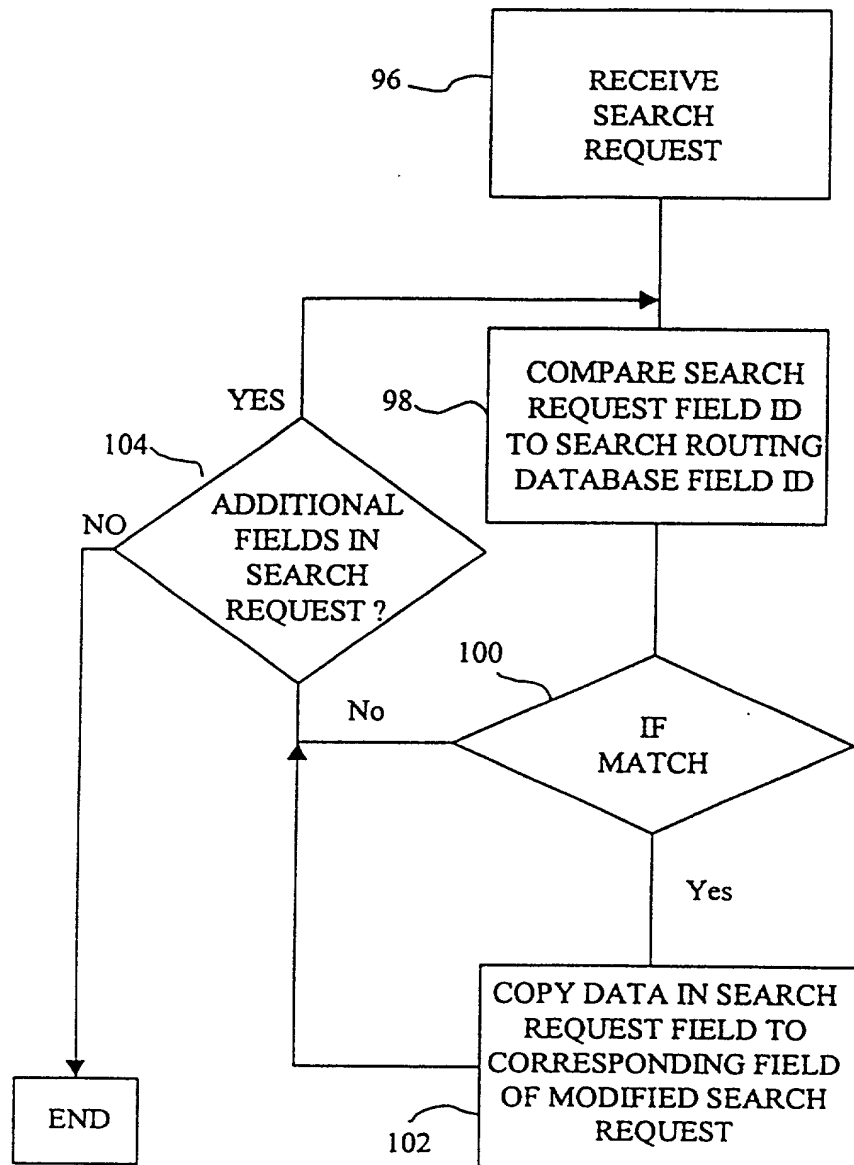 96
RECEIVE
SEARCH
REQUEST
98
COMPARE SEARCH
REQUEST FIELD ID
TO SEARCH ROUTING
DATABASE FIELD ID
YES
104
NO
ADDITIONAL
FIELDS IN
SEARCH
REQUEST ?
100
No
IF
MATCH
Yes
COPY DATA IN SEARCH
REQUEST FIELD TO
CORRESPONDING FIELD
OF MODIFIED SEARCH
REQUEST
102
END